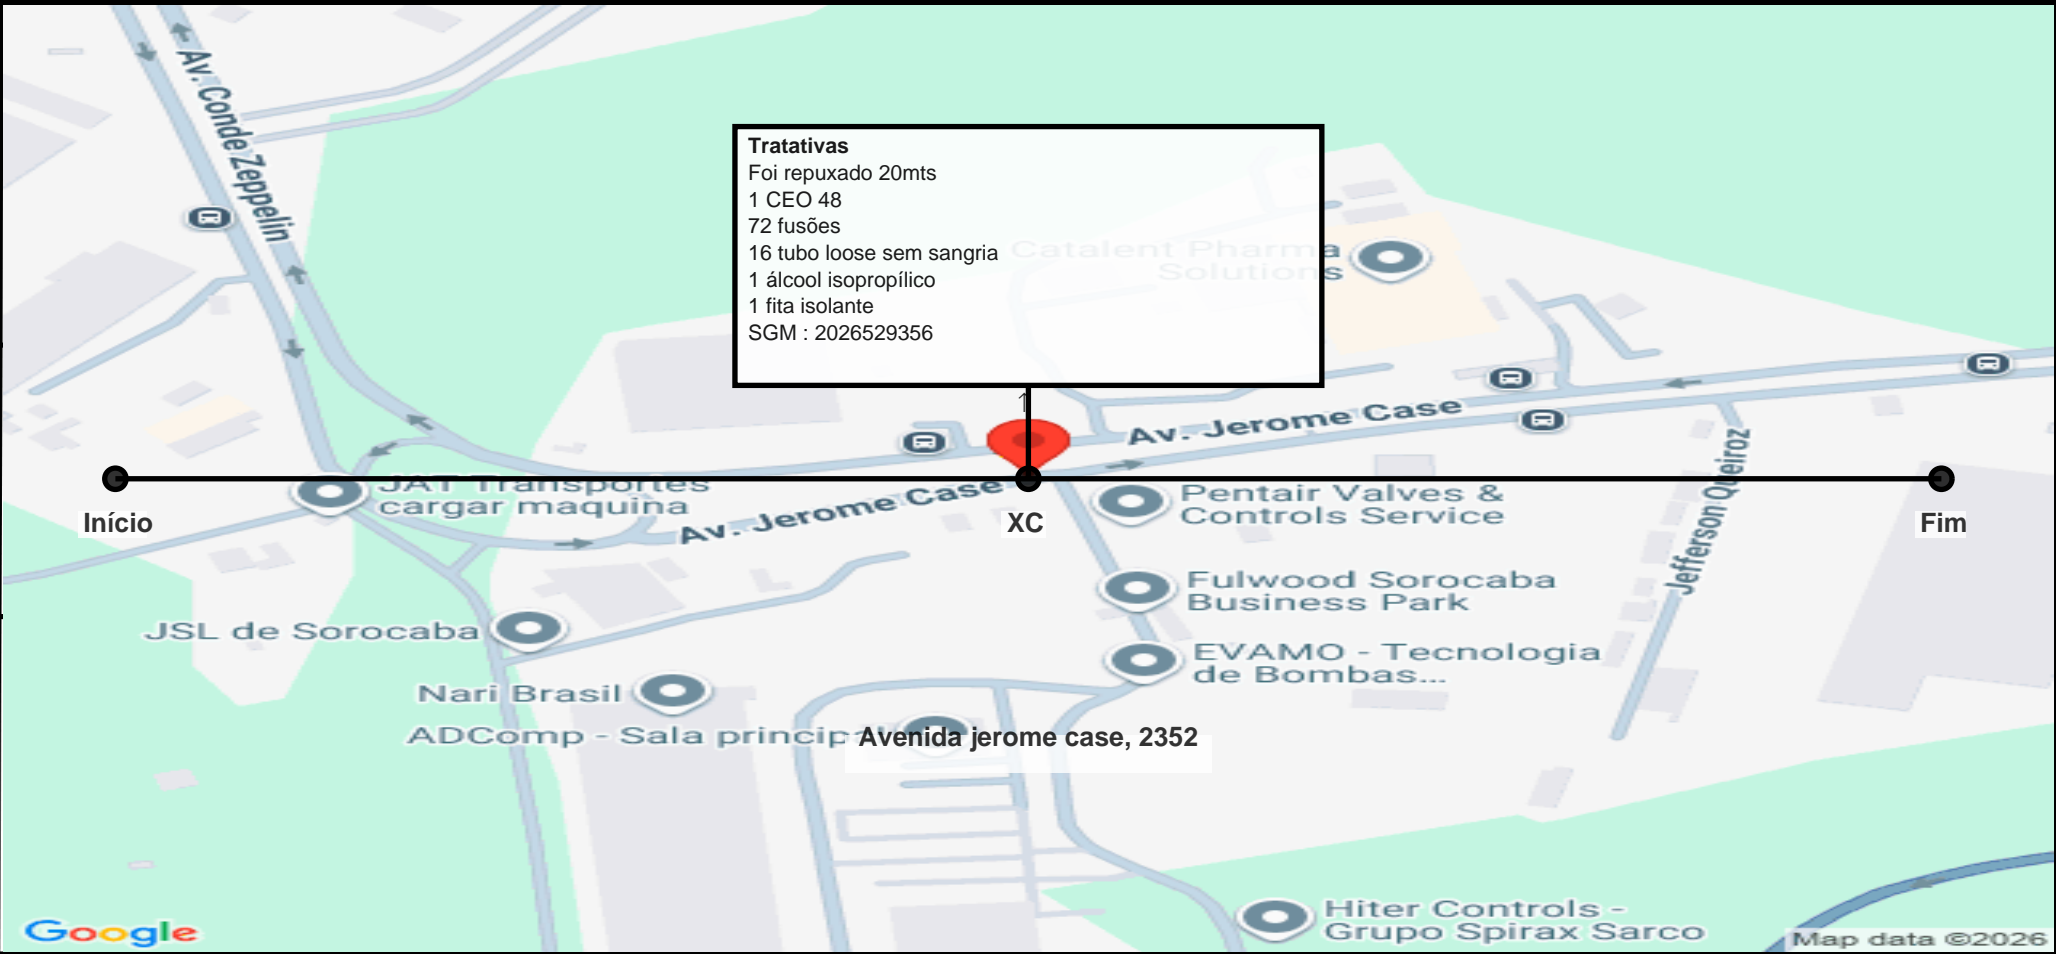 Av. Conde Zeppelin
Tratativas
Foi repuxado 20mts
1 CEO 48
72 fusões
16 tubo loose sem sangria
1 álcool isopropílico
1 fita isolante
SGM : 2026529356
Catalent Pharma
Solutions
1
Av. Jerome Case
JAT Transportes
cargar maquina
Av. Jerome Case
Pentair Valves &
Controls Service
Jefferson Queiroz
Início
XC
Fim
Fulwood Sorocaba
Business Park
JSL de Sorocaba
EVAMO - Tecnologia
de Bombas...
Nari Brasil
ADComp - Sala princip
Avenida jerome case, 2352
Hiter Controls -
Grupo Spirax Sarco
Google
Map data ©2026